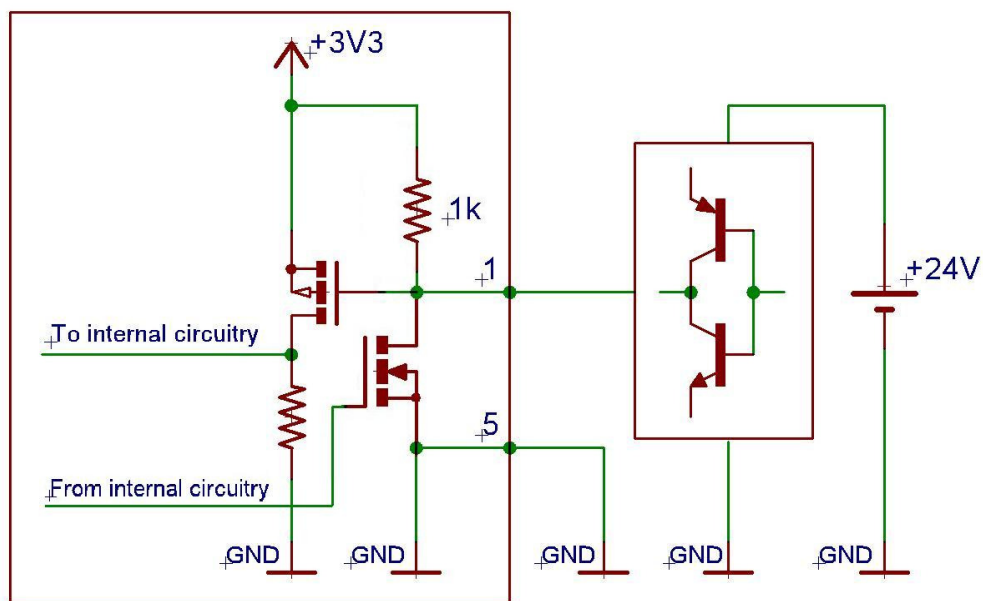 +3V3
1k
1
+24V
To internal circuitry
5
From internal circuitry
GND
GND
GND
GND
GND